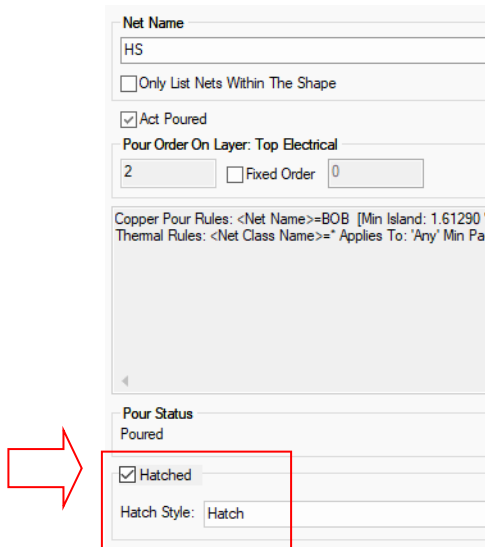 Net Name
HS
Only List Nets Within The Shape
Act Poured
Pour Order On Layer: Top Electrical
2 Fixed Order 0
Copper Pour Rules: <Net Name>=BOB [Min Island: 1.61290
Thermal Rules: <Net Class Name>=* Applies To: 'Any' Min Pa
Pour Status
Poured
Hatched
Hatch Style: Hatch